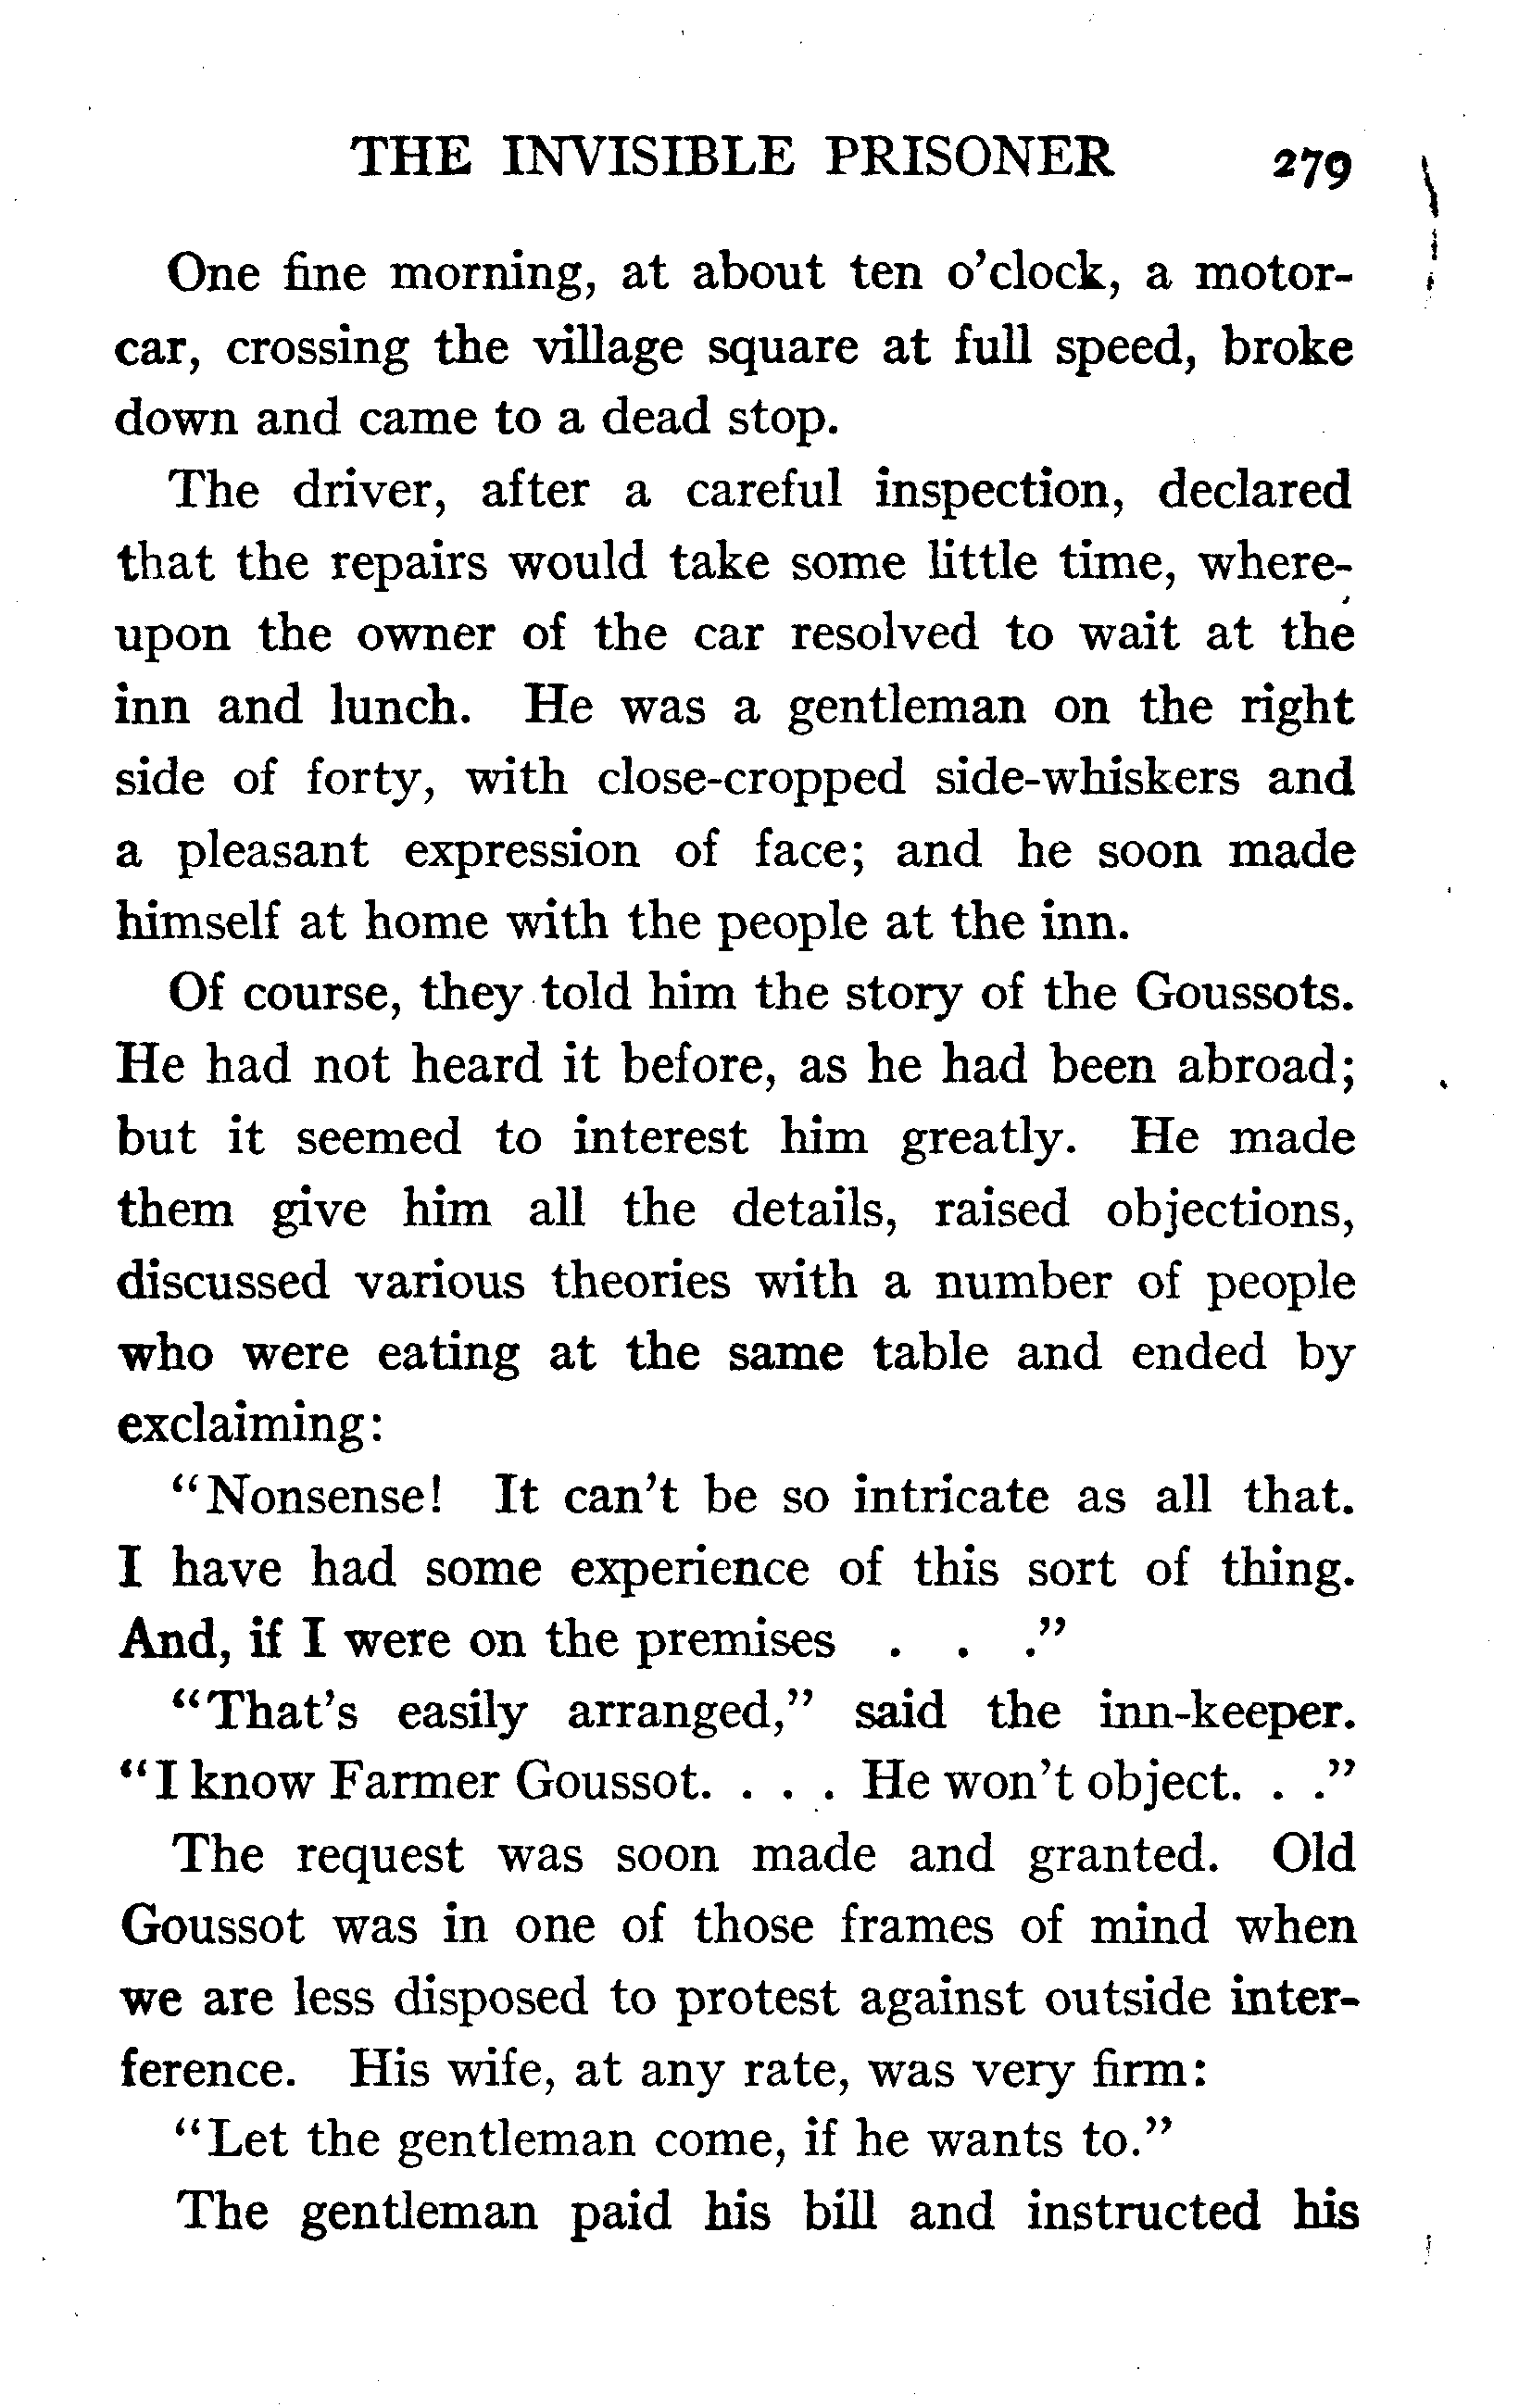 THE INVISIBLE PRISONER 279
One fine morning, at about ten o'clock, a motor-
car, crossing the village square at full speed, broke
down and came to a dead stop.
The driver, after a careful inspection, declared
that the repairs would take some little time, where-
upon the owner of the car resolved to wait at the
inn and lunch. He was a gentleman on the right
side of forty, with close-cropped side-whiskers and
a pleasant expression of face; and he soon made
himself at home with the people at the inn.
Of course, they told him the story of the Goussots.
He had not heard it before, as he had been abroad;
but it seemed to interest him greatly. He made
them give him all the details, raised objections,
discussed various theories with a number of people
who were eating at the same table and ended by
exclaiming:
"Nonsense! It can't be so intricate as all that.
I have had some experience of this sort of thing.
And, if I were on the premises . . ."
"That's easily arranged," said the inn-keeper.
"I know Farmer Goussot. . . . He won't object. . ."
The request was soon made and granted. Old
Goussot was in one of those frames of mind when
we are less disposed to protest against outside inter-
ference. His wife, at any rate, was very firm:
"Let the gentleman come, if he wants to."
The gentleman paid his bill and instructed his